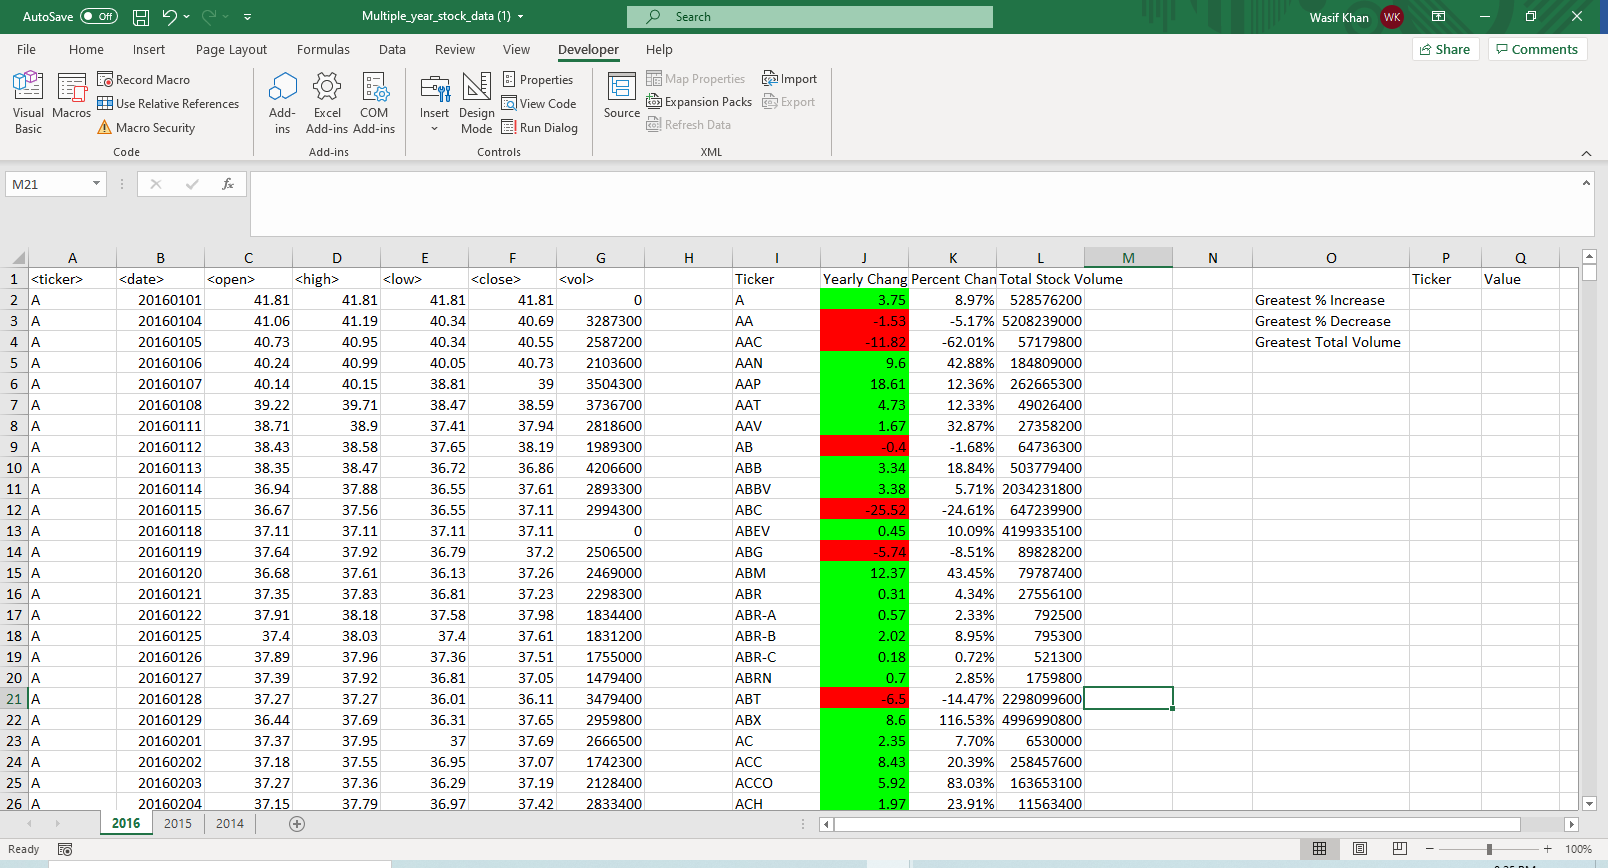 AutoSave Off Multiple_year_stock_data (1) Search Wasif Khan WK
File Home Insert Page Layout Formulas Data Review View Developer Help Share Comments
Visual Basic Macros Record Macro Use Relative References Macro Security Code
Add-ins Excel Add-ins COM Add-ins Add-ins
Insert Design Mode Properties View Code Run Dialog Controls
Source Map Properties Expansion Packs Refresh Data Import Export XML
M21 fx
A B C D E F G H I J K L M N O P Q
1 <ticker> <date> <open> <high> <low> <close> <vol> Ticker Yearly Chang Percent Chan Total Stock Volume Ticker Value
2 A 20160101 41.81 41.81 41.81 41.81 0 A 3.75 8.97% 528576200 Greatest % Increase
3 A 20160104 41.06 41.19 40.34 40.69 3287300 AA -1.53 -5.17% 5208239000 Greatest % Decrease
4 A 20160105 40.73 40.95 40.34 40.55 2587200 AAC -11.82 -62.01% 57179800 Greatest Total Volume
5 A 20160106 40.24 40.99 40.05 40.73 2103600 AAN 9.6 42.88% 184809000
6 A 20160107 40.14 40.15 38.81 39 3504300 AAP 18.61 12.36% 262665300
7 A 20160108 39.22 39.71 38.47 38.59 3736700 AAT 4.73 12.33% 49026400
8 A 20160111 38.71 38.9 37.41 37.94 2818600 AAV 1.67 32.87% 27358200
9 A 20160112 38.43 38.58 37.65 38.19 1989300 AB -0.4 -1.68% 64736300
10 A 20160113 38.35 38.47 36.72 36.86 4206600 ABB 3.34 18.84% 503779400
11 A 20160114 36.94 37.88 36.55 37.61 2893300 ABBV 3.38 5.71% 2034231800
12 A 20160115 36.67 37.56 36.55 37.11 2994300 ABC -25.52 -24.61% 647239900
13 A 20160118 37.11 37.11 37.11 37.11 0 ABEV 0.45 10.09% 4199335100
14 A 20160119 37.64 37.92 36.79 37.2 2506500 ABG -5.74 -8.51% 89828200
15 A 20160120 36.68 37.61 36.13 37.26 2469000 ABM 12.37 43.45% 79787400
16 A 20160121 37.35 37.83 36.81 37.23 2298300 ABR 0.31 4.34% 27556100
17 A 20160122 37.91 38.18 37.58 37.98 1834400 ABR-A 0.57 2.33% 792500
18 A 20160125 37.4 38.03 37.4 37.61 1831200 ABR-B 2.02 8.95% 795300
19 A 20160126 37.89 37.96 37.36 37.51 1755000 ABR-C 0.18 0.72% 521300
20 A 20160127 37.39 37.92 36.81 37.05 1479400 ABRN 0.7 2.85% 1759800
21 A 20160128 37.27 37.27 36.01 36.11 3479400 ABT -6.5 -14.47% 2298099600
22 A 20160129 36.44 37.69 36.31 37.65 2959800 ABX 8.6 116.53% 4996990800
23 A 20160201 37.37 37.95 37 37.69 2666500 AC 2.35 7.70% 6530000
24 A 20160202 37.18 37.55 36.95 37.07 1742300 ACC 8.43 20.39% 258457600
25 A 20160203 37.27 37.36 36.29 37.19 2128400 ACCO 5.92 83.03% 163653100
26 A 20160204 37.15 37.79 36.97 37.42 2833400 ACH 1.97 23.91% 11563400
2016 2015 2014
Ready 100%